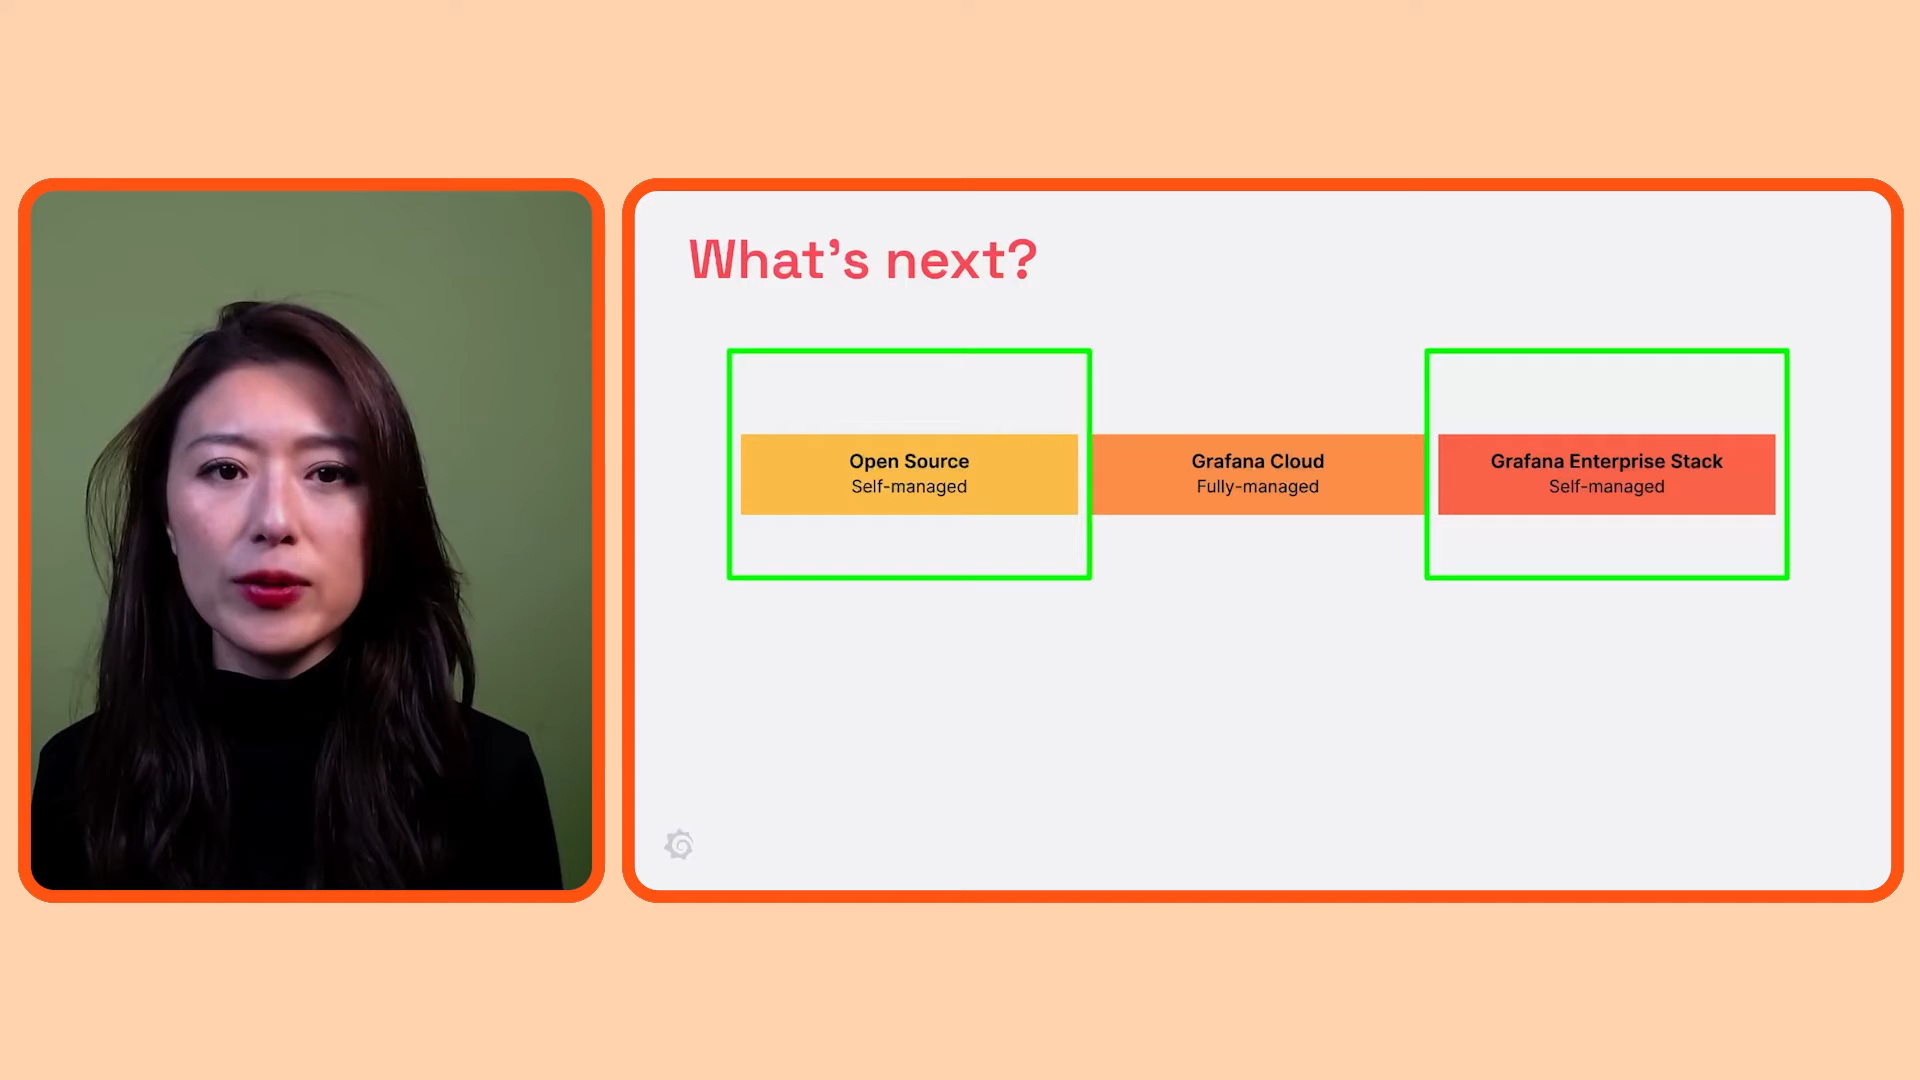 What's next?
Open Source
Self-managed
Grafana Cloud
Fully-managed
Grafana Enterprise Stack
Self-managed